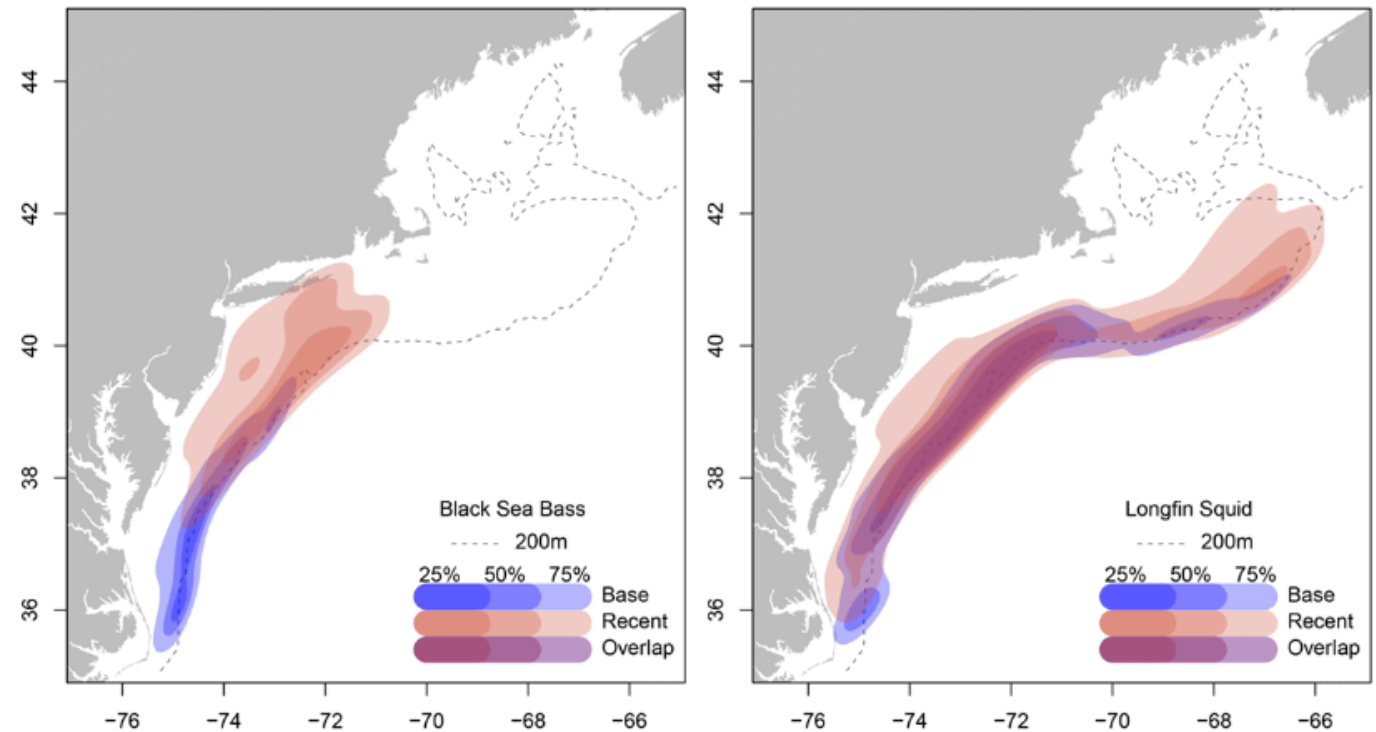 44
42
40
38
36
Black Sea Bass
200m
25% 50% 75%
Base
Recent
Overlap
−76 −74 −72 −70 −68 −66
44
42
40
38
36
Longfin Squid
200m
25% 50% 75%
Base
Recent
Overlap
−76 −74 −72 −70 −68 −66